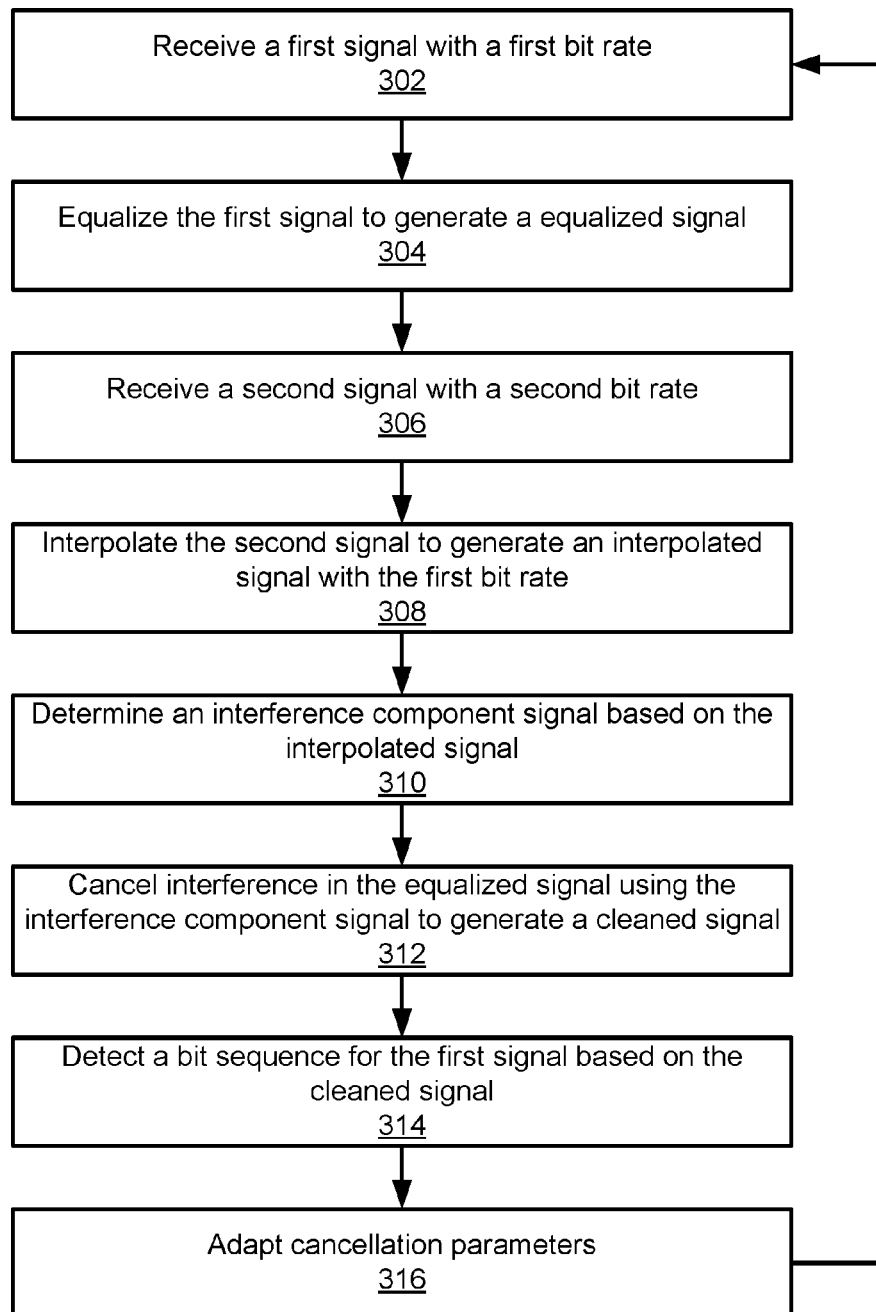 Receive a first signal with a first bit rate
302
Equalize the first signal to generate a equalized signal
304
Receive a second signal with a second bit rate
306
Interpolate the second signal to generate an interpolated
signal with the first bit rate
308
Determine an interference component signal based on the
interpolated signal
310
Cancel interference in the equalized signal using the
interference component signal to generate a cleaned signal
312
Detect a bit sequence for the first signal based on the
cleaned signal
314
Adapt cancellation parameters
316